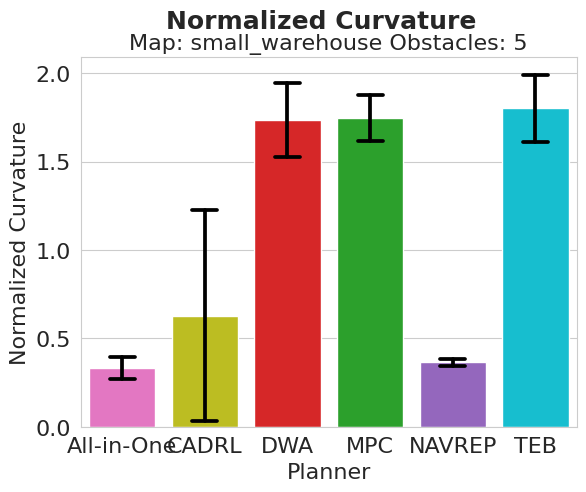 Normalized Curvature
Map: small_warehouse Obstacles: 5
Normalized Curvature
2.0
1.5
1.0
0.5
0.0
All-in-One CADRL DWA MPC NAVREP TEB
Planner